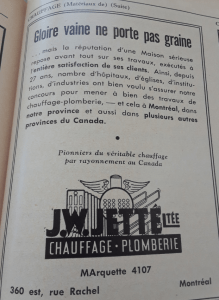 CHAUFFAGE (Matériaux de) (Suite)
Gloire vaine ne porte pas graine
mais la réputation d'une Maison sérieuse
repose avant tout sur ses travaux, exécutés à
l'entière satisfaction de ses clients. Ainsi, depuis
27 ans, nombre d'hôpitaux, d'églises, d'institu-
tions, d'industries ont bien voulu s'assurer notre
concours pour mener à bien des travaux de
chauffage-plomberie, — et cela à Montréal, dans
notre province et aussi dans plusieurs autres
provinces du Canada.
Pionniers du véritable chauffage
par rayonnement au Canada
J.W. JETTÉ LTÉE
CHAUFFAGE • PLOMBERIE
MArquette 4107
360 est, rue Rachel
Montréal